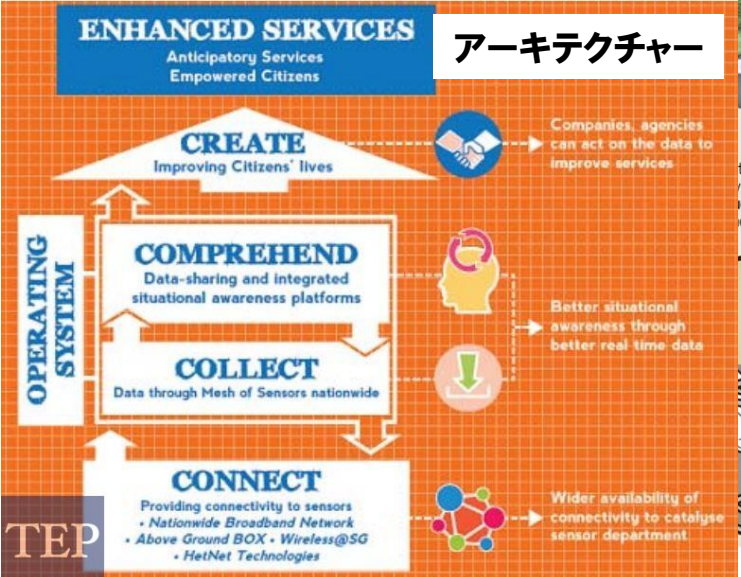 ENHANCED SERVICES
Anticipatory Services
Empowered Citizens
アーキテクチャー
CREATE
Improving Citizens' lives
Companies, agencies
can act on the data to
improve services
OPERATING
SYSTEM
COMPREHEND
Data-sharing and integrated
situational awareness platforms
Better situational
awareness through
better real time data
COLLECT
Data through Mesh of Sensors nationwide
CONNECT
Providing connectivity to sensors
• Nationwide Broadband Network
• Above Ground BOX • Wireless@SG
• HetNet Technologies
Wider availability of
connectivity to catalyse
sensor department
TEP